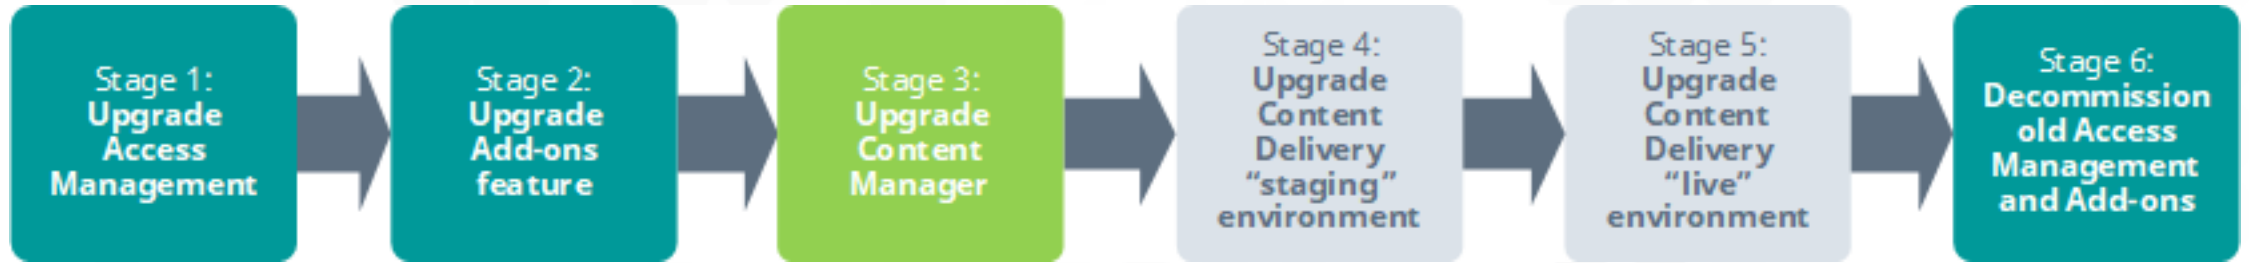 Stage 1:
Upgrade
Access
Management
Stage 2:
Upgrade
Add-ons
feature
Stage 3:
Upgrade
Content
Manager
Stage 4:
Upgrade
Content
Delivery
“staging”
environment
Stage 5:
Upgrade
Content
Delivery
“live”
environment
Stage 6:
Decommission
old Access
Management
and Add-ons